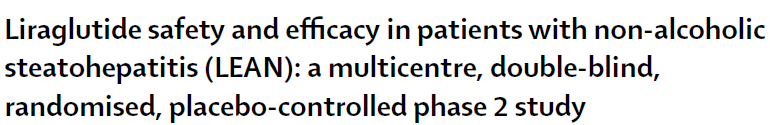 Liraglutide safety and efficacy in patients with non-alcoholic
steatohepatitis (LEAN): a multicentre, double-blind,
randomised, placebo-controlled phase 2 study